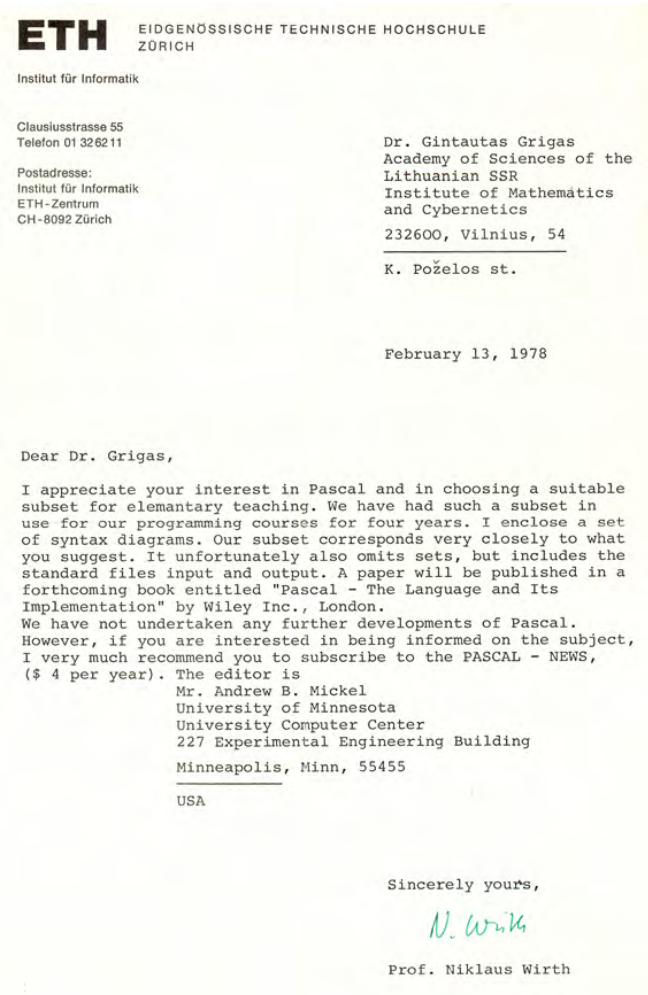 ETH EIDGENÖSSISCHE TECHNISCHE HOCHSCHULE
ZÜRICH
Institut für Informatik
Clausiusstrasse 55
Telefon 01 326211
Postadresse:
Institut für Informatik
ETH-Zentrum
CH-8092 Zürich
Dr. Gintautas Grigas
Academy of Sciences of the
Lithuanian SSR
Institute of Mathematics
and Cybernetics
232600, Vilnius, 54
K. Poželos st.
February 13, 1978
Dear Dr. Grigas,
I appreciate your interest in Pascal and in choosing a suitable
subset for elemantary teaching. We have had such a subset in
use for our programming courses for four years. I enclose a set
of syntax diagrams. Our subset corresponds very closely to what
you suggest. It unfortunately also omits sets, but includes the
standard files input and output. A paper will be published in a
forthcoming book entitled "Pascal - The Language and Its
Implementation" by Wiley Inc., London.
We have not undertaken any further developments of Pascal.
However, if you are interested in being informed on the subject,
I very much recommend you to subscribe to the PASCAL - NEWS,
($ 4 per year). The editor is
Mr. Andrew B. Mickel
University of Minnesota
University Computer Center
227 Experimental Engineering Building
Minneapolis, Minn, 55455
USA
Sincerely yours,
N. Wirth
Prof. Niklaus Wirth